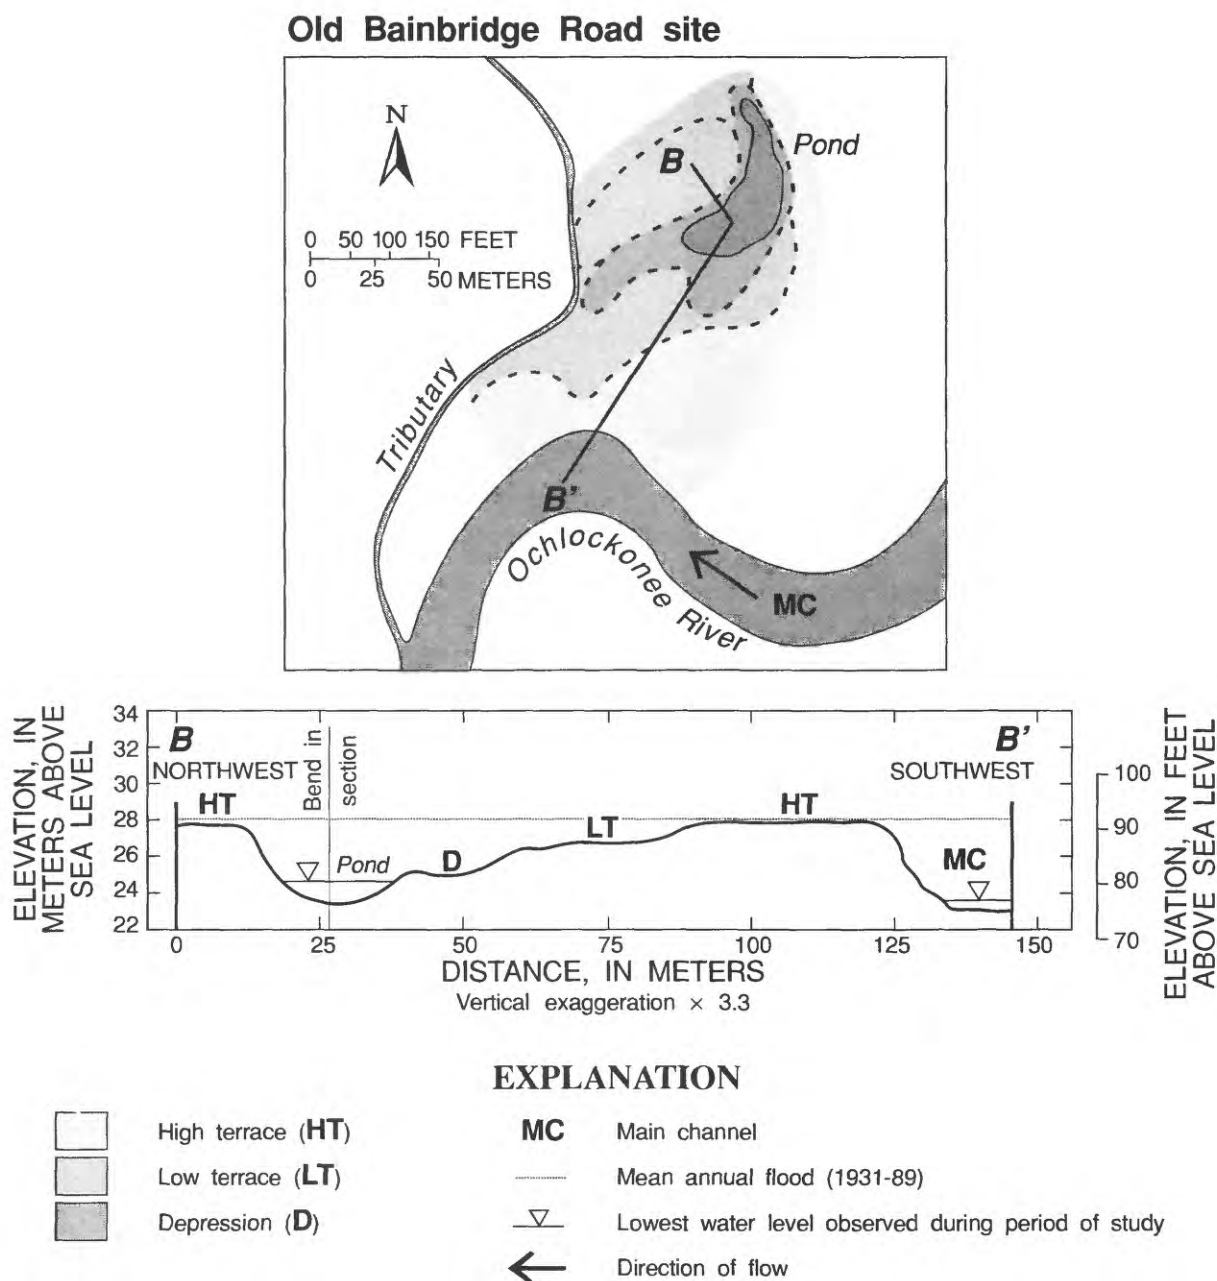 Old Bainbridge Road site
N
0 50 100 150 FEET
0 25 50 METERS
B
Pond
Tributary
B'
Ochlockonee River
MC
ELEVATION, IN
METERS ABOVE
SEA LEVEL
34
32
30
28
26
24
22
B
NORTHWEST
HT
Bend in
section
Pond
D
LT
HT
B'
SOUTHWEST
MC
100
90
80
70
ELEVATION, IN FEET
ABOVE SEA LEVEL
0 25 50 75 100 125 150
DISTANCE, IN METERS
Vertical exaggeration × 3.3
EXPLANATION
High terrace (HT)
Low terrace (LT)
Depression (D)
MC Main channel
Mean annual flood (1931-89)
Lowest water level observed during period of study
Direction of flow